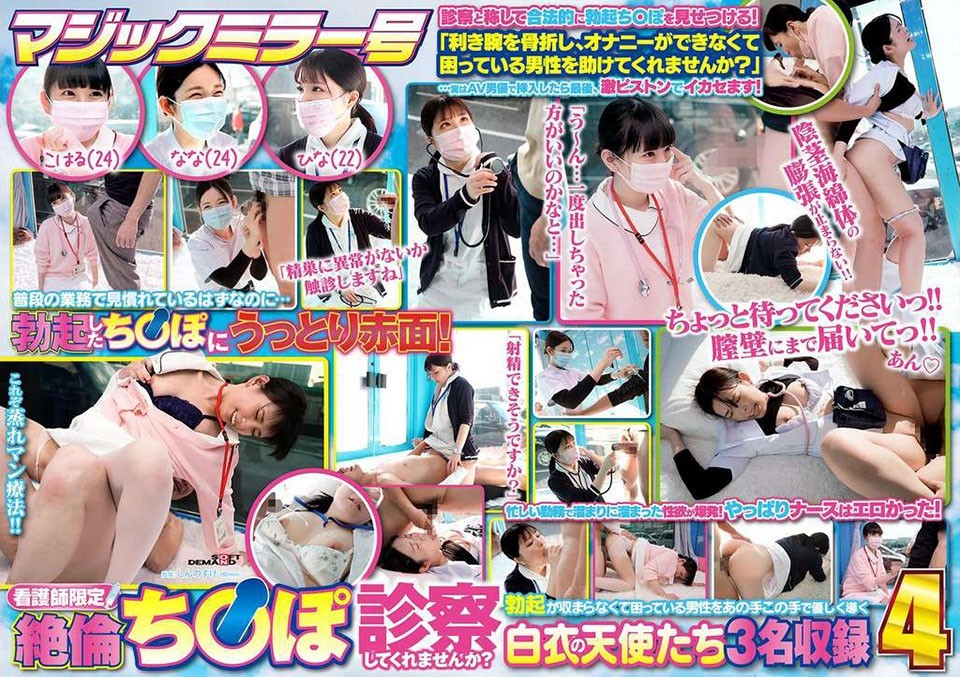 マジックミラー号
こはる(24)
なな(24)
ひな(22)
診察と称して合法的に勃起ち〇ぽを見せつける!
「利き腕を骨折し、オナニーができなくて
困っている男性を助けてくれませんか?」
…実はAV男優で挿入したら最後、激ピストンでイカせます!
「う〜ん…一度出しちゃった
方がいいのかなと…」
陰茎海綿体の
膨張が止まらない!!
「精巣に異常がないか
触診しますね」
普段の業務で見慣れているはずなのに…
勃起したち〇ぽにうっとり赤面!
ちょっと待ってくださいっ!!
膣壁にまで届いてっ!!
あん♡
これぞ蒸れマン療法!!
「射精できそうですか?」
忙しい勤務で溜まりに溜まった性欲が爆発!やっぱりナースはエロかった!
SOFT
DEMAND
しんのすけ
看護師限定
絶倫ち〇ぽ診察
してくれませんか?
勃起が収まらなくて困っている男性をあの手この手で優しく導く
白衣の天使たち3名収録
4